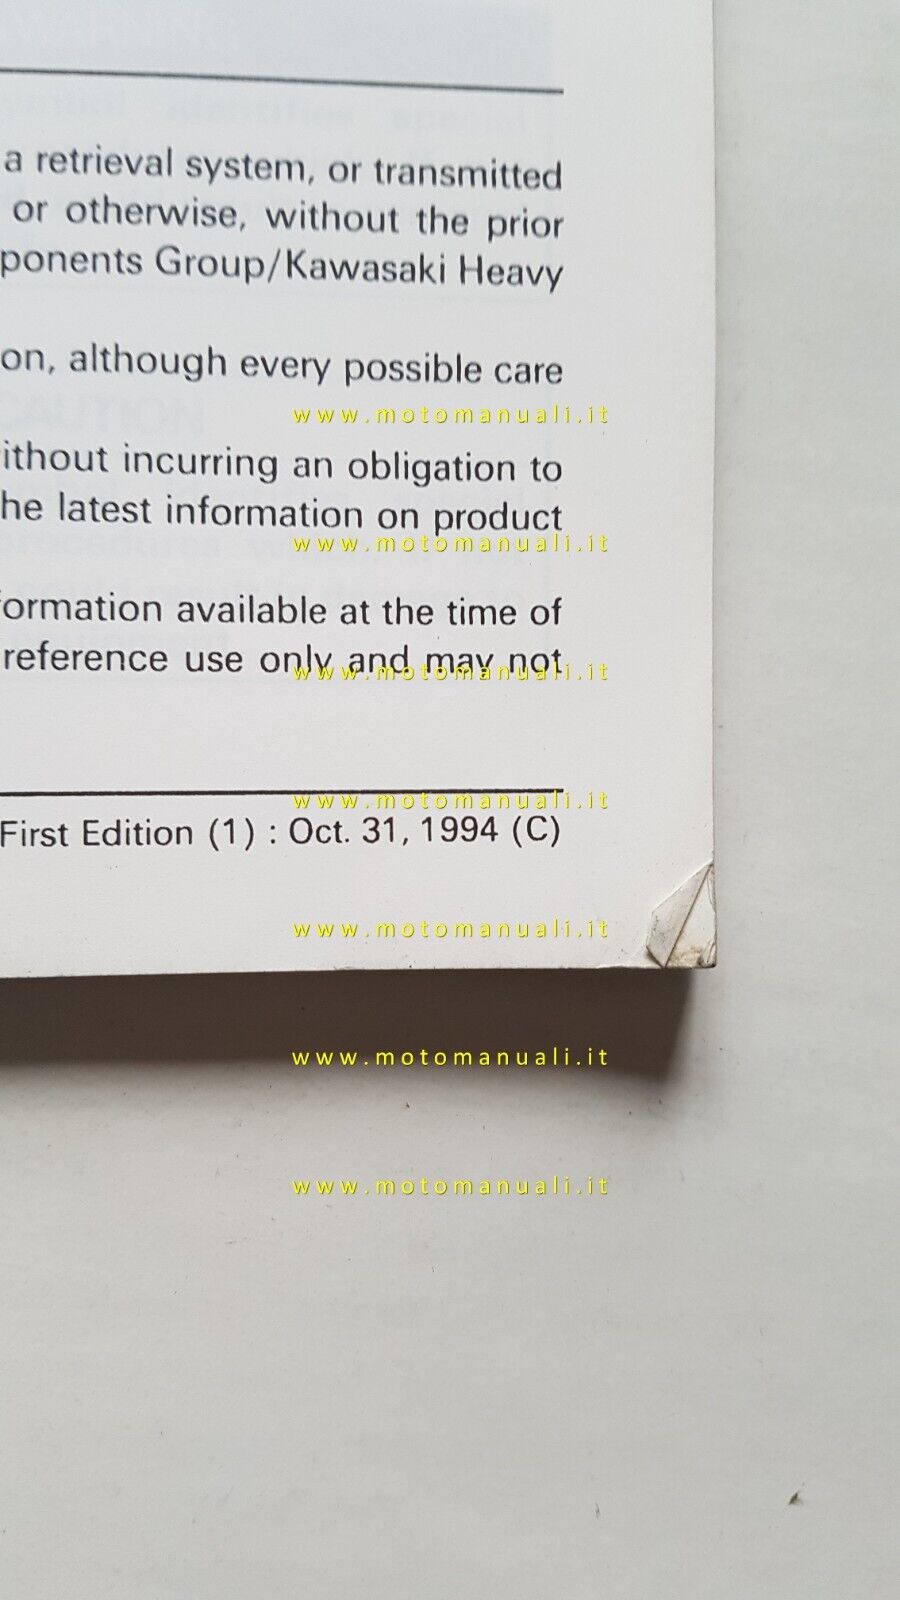 a retrieval system, or transmitted
or otherwise, without the prior
ponents Group/Kawasaki Heavy
on, although every possible care
www.motomanuali.it
ithout incurring an obligation to
he latest information on product
www.motomanuali.it
formation available at the time of
reference use only and may not
www.motomanuali.it
www.motomanuali.it
First Edition (1) : Oct. 31, 1994 (C)
www.motomanuali.it
www.motomanuali.it
www.motomanuali.it